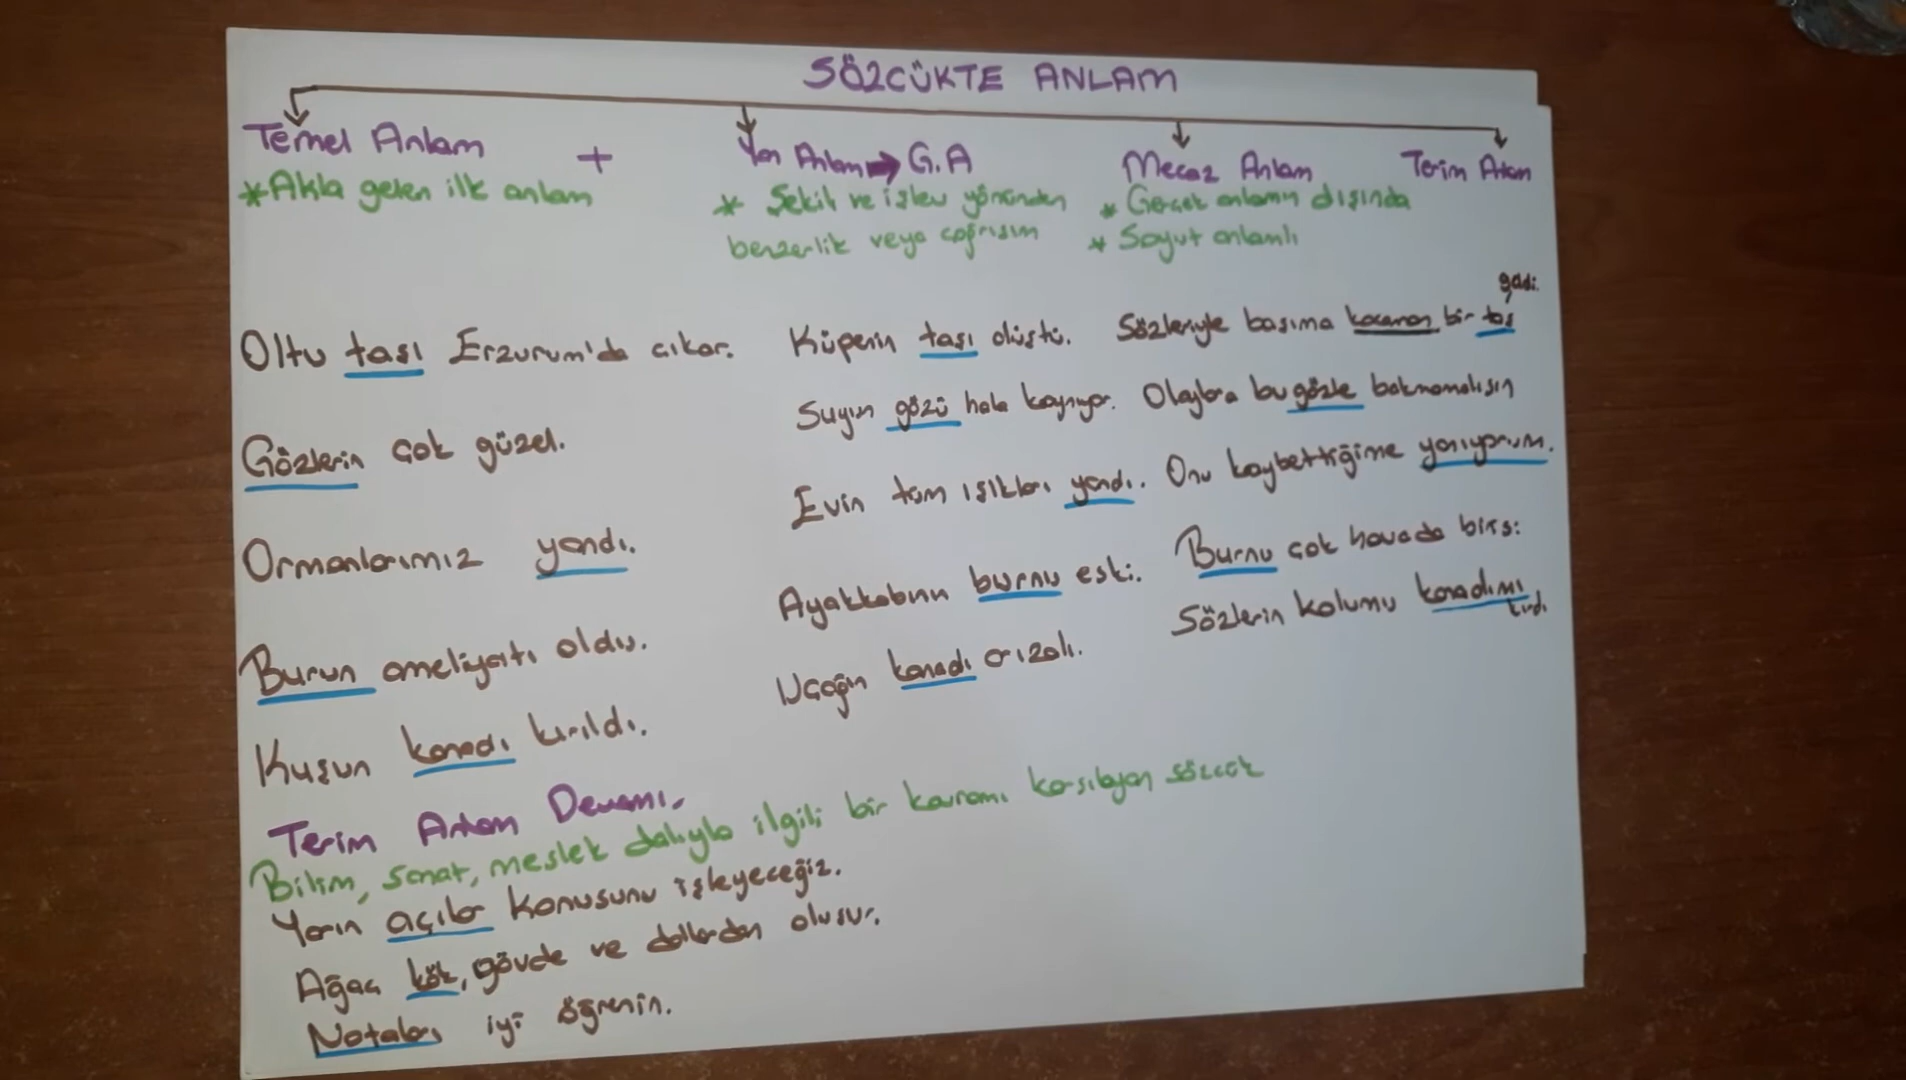 SÖZCÜKTE ANLAM
Temel Anlam + Yan Anlam → G.A Mecaz Anlam Terim Anlam
*Akla gelen ilk anlam
* Şekil ve işlev yönünden
benzerlik veya çağrışım
* Gerçek anlamın dışında
* Soyut anlamlı
Oltu taşı Erzurum'da çıkar.
Gözlerin çok güzel.
Ormanlarımız yandı.
Burun ameliyatı oldu.
Kuşun kanadı kırıldı.
Küpenin taşı düştü.
Suyun gözü hala kaynıyor.
Evin tüm ışıkları yandı.
Ayakkabının burnu eski.
Uçağın kanadı arızalı.
Sözleriyle başıma kocaman bir taş
geldi.
Olaylara bu gözle bakmamalısın
Onu kaybettiğime yanıyorum.
Burnu çok havada birisi
Sözlerin kolumu kanadımı
kırdı
Terim Anlam Devamı,
Bilim, sanat, meslek dalıyla ilgili bir kavramı karşılayan sözcük
Yarın açılar konusunu işleyeceğiz.
Ağaç kök, gövde ve dallardan oluşur.
Notaları iyi öğrenin.